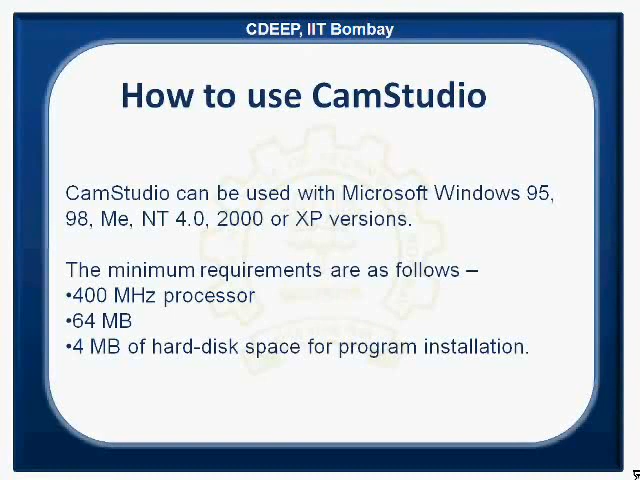 CDEEP, IIT Bombay
How to use CamStudio
CamStudio can be used with Microsoft Windows 95,
98, Me, NT 4.0, 2000 or XP versions.
The minimum requirements are as follows –
•400 MHz processor
•64 MB
•4 MB of hard-disk space for program installation.